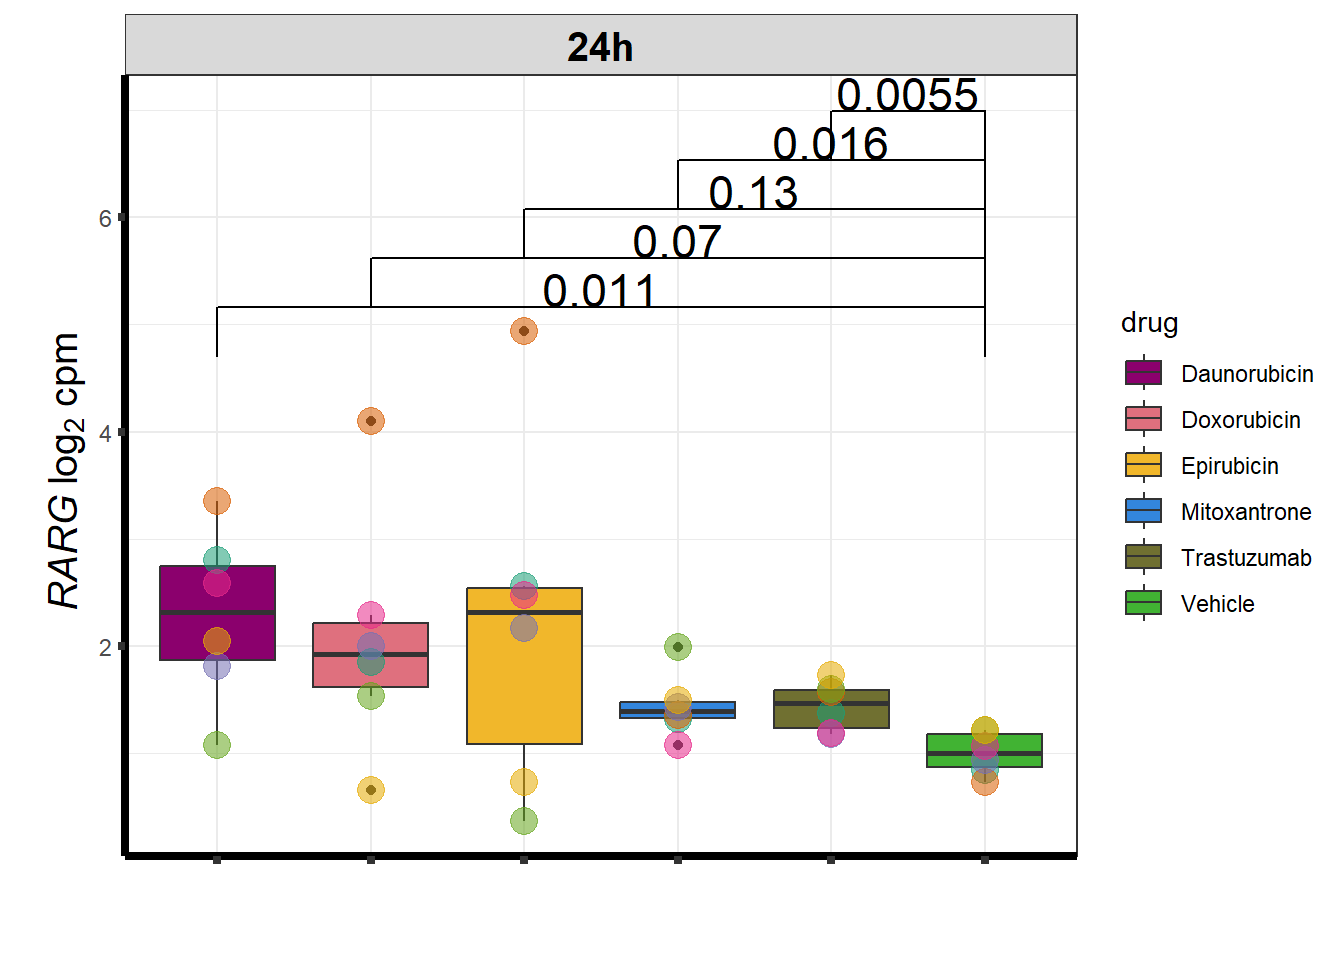 24h
0.0055
0.016
0.13
0.07
0.011
6
4
2
RARG log₂ cpm
drug
Daunorubicin
Doxorubicin
Epirubicin
Mitoxantrone
Trastuzumab
Vehicle